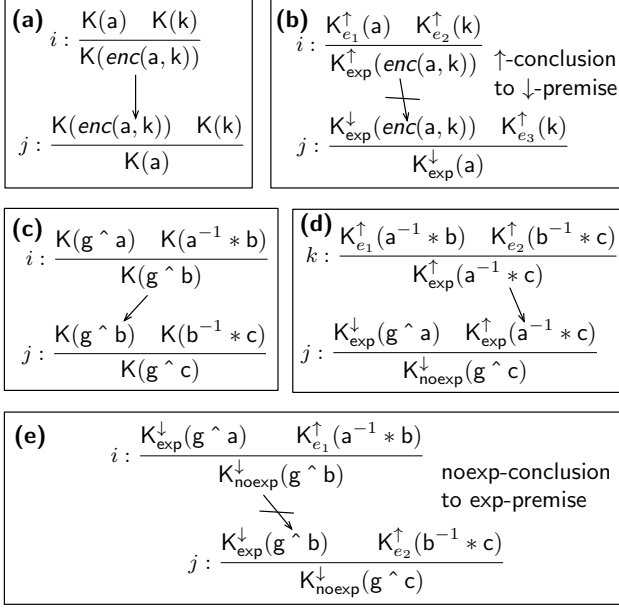 (a) K(a) K(k)
i :
K(enc(a, k))
K(enc(a, k)) K(k)
j :
K(a)
(b) K↑e₁(a) K↑e₂(k)
i :
K↑exp(enc(a, k))
↑-conclusion
to ↓-premise
K↓exp(enc(a, k)) K↑e₃(k)
j :
K↓exp(a)
(c) K(g ˆ a) K(a⁻¹ ∗ b)
i :
K(g ˆ b)
K(g ˆ b) K(b⁻¹ ∗ c)
j :
K(g ˆ c)
(d)
K↑e₁(a⁻¹ ∗ b) K↑e₂(b⁻¹ ∗ c)
k :
K↑exp(a⁻¹ ∗ c)
K↓exp(g ˆ a) K↑exp(a⁻¹ ∗ c)
j :
K↓noexp(g ˆ c)
(e)
K↓exp(g ˆ a) K↑e₁(a⁻¹ ∗ b)
i :
K↓noexp(g ˆ b)
noexp-conclusion
to exp-premise
K↓exp(g ˆ b) K↑e₂(b⁻¹ ∗ c)
j :
K↓noexp(g ˆ c)